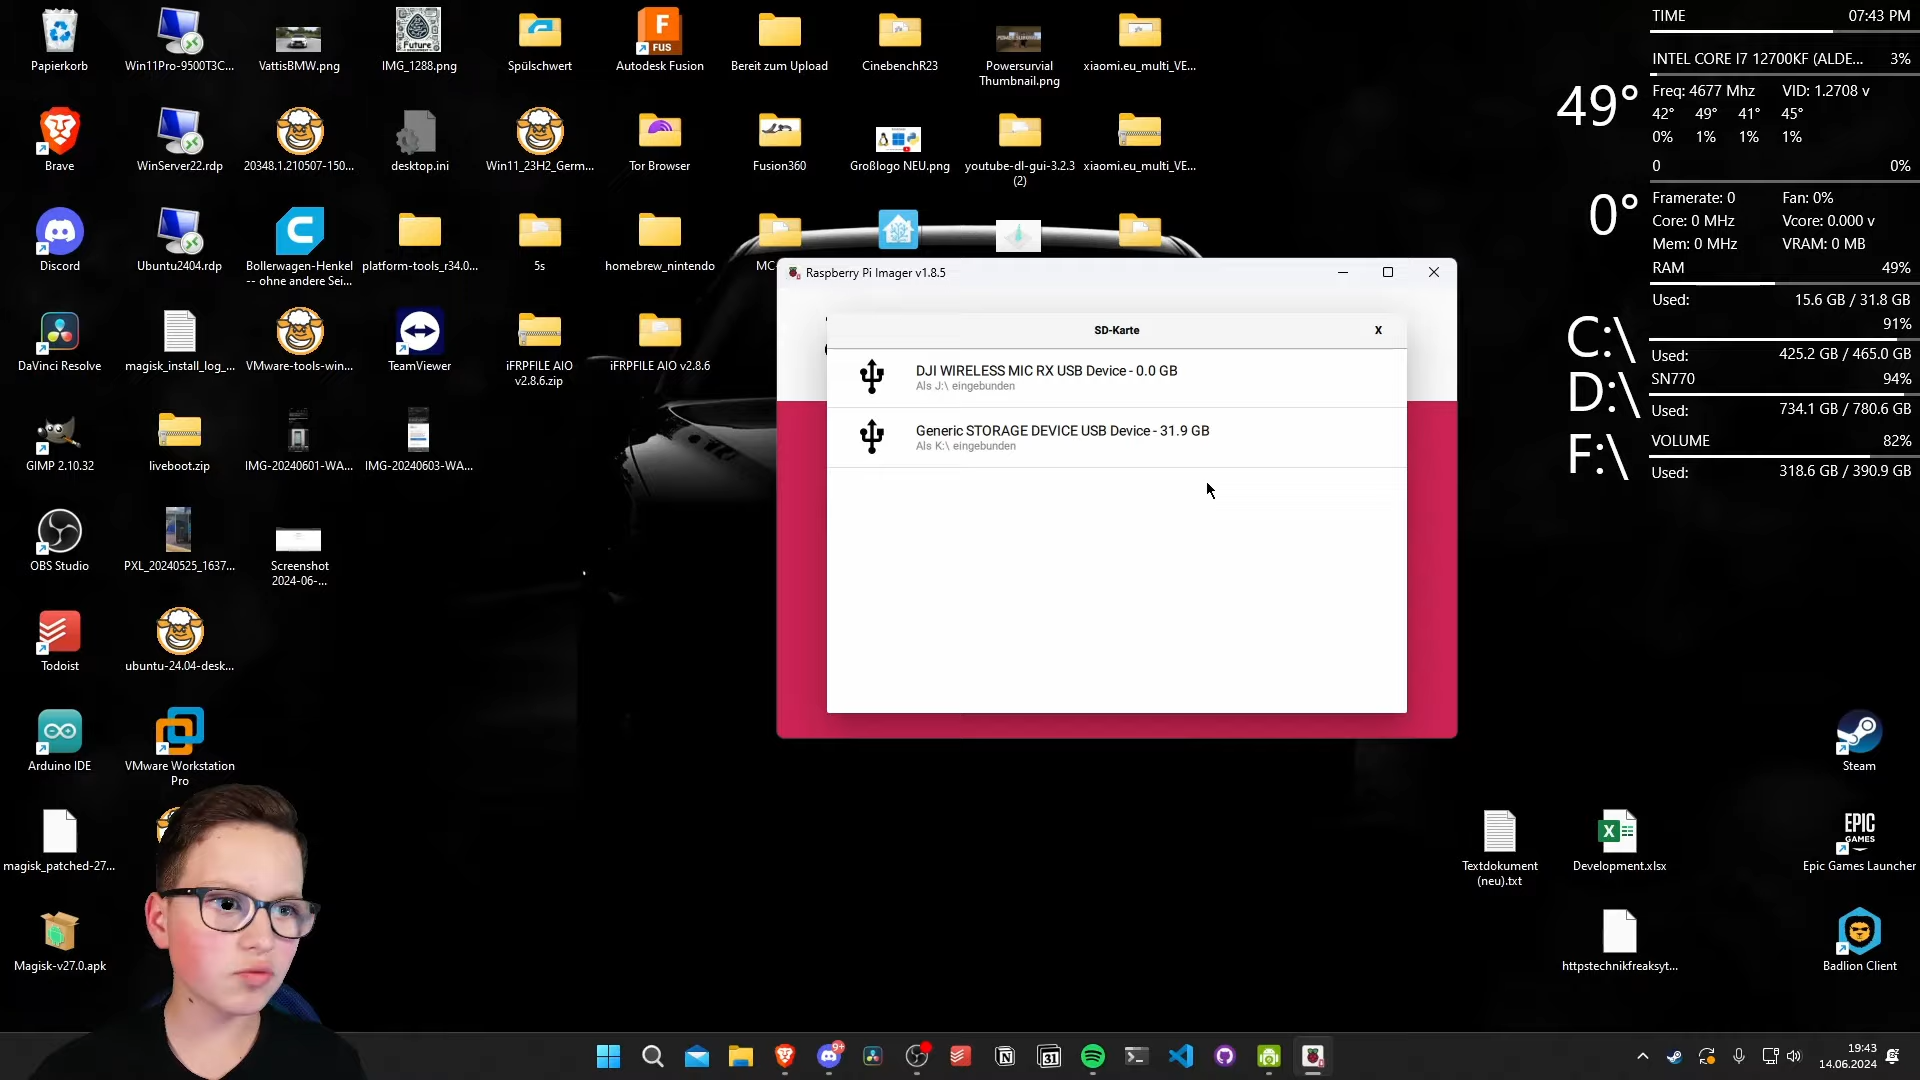 Papierkorb
Win11Pro-9500T3C...
VattisBMW.png
Future
IMG_1288.png
Spülschwert
FUS
Autodesk Fusion
Bereit zum Upload
CinebenchR23
Powersurvial
Thumbnail.png
xiaomi.eu_multi_VE...
Brave
WinServer22.rdp
20348.1.210507-150...
desktop.ini
Win11_23H2_Germ...
Tor Browser
Fusion360
Großlogo NEU.png
youtube-dl-gui-3.2.3
(2)
xiaomi.eu_multi_VE...
Discord
Ubuntu2404.rdp
Bollerwagen-Henkel
-- ohne andere Sei...
platform-tools_r34.0...
5s
homebrew_nintendo
MC-
DaVinci Resolve
magisk_install_log_...
VMware-tools-win...
TeamViewer
iFRPFILE AIO
v2.8.6.zip
iFRPFILE AIO v2.8.6
GIMP 2.10.32
liveboot.zip
IMG-20240601-WA...
IMG-20240603-WA...
OBS Studio
PXL_20240525_1637...
Screenshot
2024-06-...
Todoist
ubuntu-24.04-desk...
Arduino IDE
VMware Workstation
Pro
magisk_patched-27...
Magisk-v27.0.apk
Raspberry Pi Imager v1.8.5
SD-Karte
X
DJI WIRELESS MIC RX USB Device - 0.0 GB
Als J:\ eingebunden
Generic STORAGE DEVICE USB Device - 31.9 GB
Als K:\ eingebunden
TIME 07:43 PM
INTEL CORE I7 12700KF (ALDE... 3%
49°
Freq: 4677 Mhz VID: 1.2708 v
42° 49° 41° 45°
0% 1% 1% 1%
0 0%
0°
Framerate: 0 Fan: 0%
Core: 0 MHz Vcore: 0.000 v
Mem: 0 MHz VRAM: 0 MB
RAM 49%
Used: 15.6 GB / 31.8 GB
C:\
91%
Used: 425.2 GB / 465.0 GB
D:\
SN770 94%
Used: 734.1 GB / 780.6 GB
F:\
VOLUME 82%
Used: 318.6 GB / 390.9 GB
Steam
Textdokument
(neu).txt
Development.xlsx
EPIC
GAMES
Epic Games Launcher
httpstechnikfreaksyt...
Badlion Client
9+
31
19:43
14.06.2024